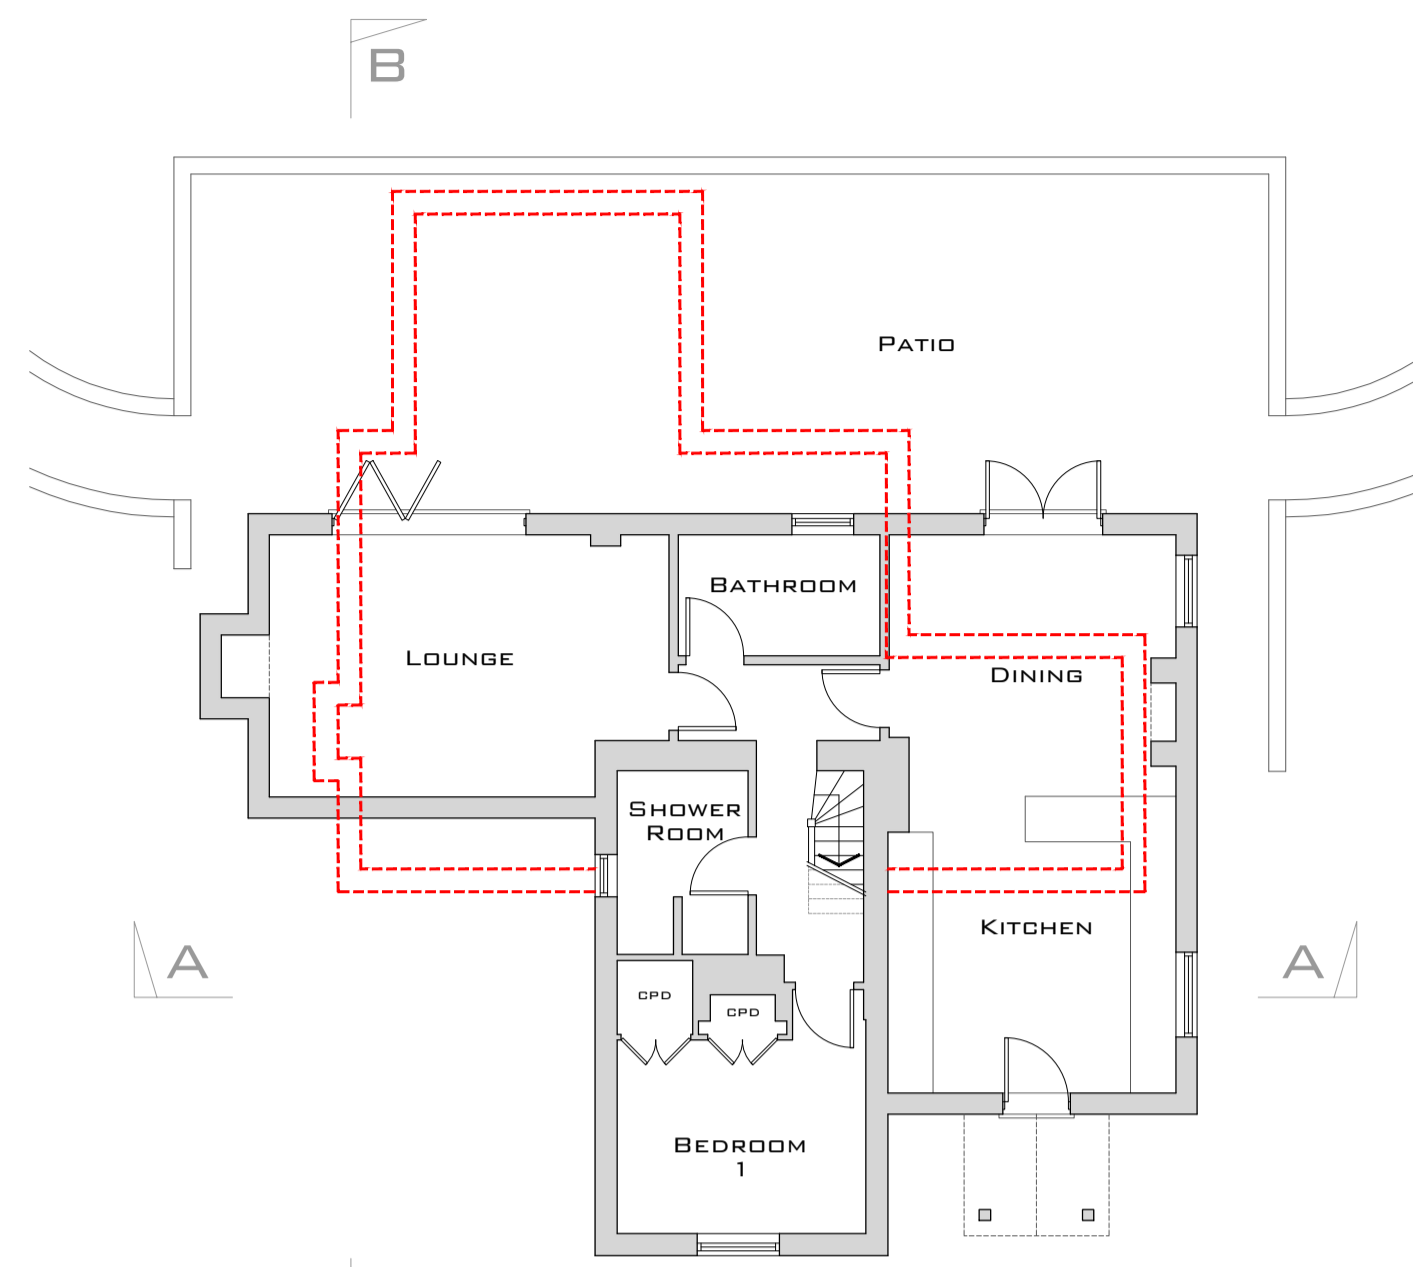 B
Patio
Bathroom
Lounge
Dining
Shower
Room
Kitchen
A
A
CPD
CPD
Bedroom
1